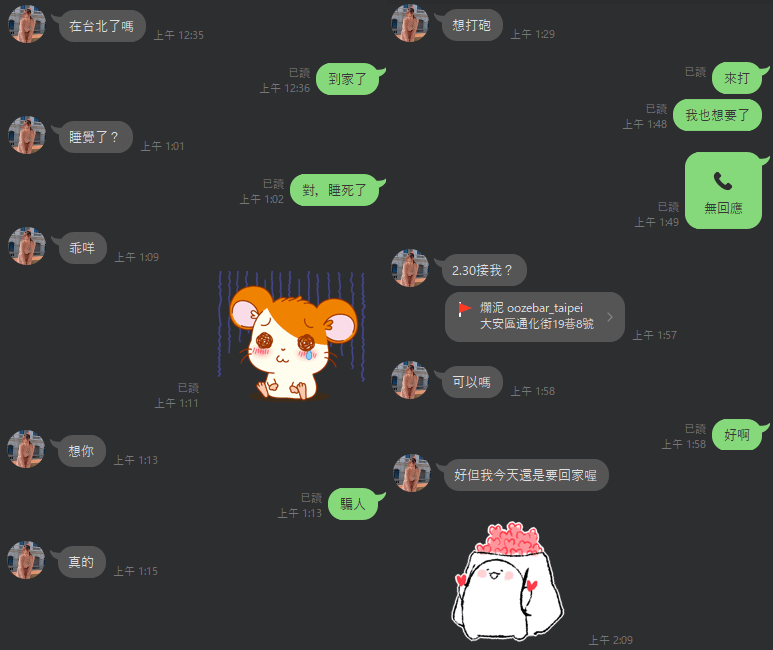 在台北了嗎
上午 12:35
已讀
上午 12:36
到家了
睡覺了？
上午 1:01
已讀
上午 1:02
對，睡死了
乖咩
上午 1:09
已讀
上午 1:11
想你
上午 1:13
已讀
上午 1:13
騙人
真的
上午 1:15
想打砲
上午 1:29
已讀
來打
已讀
上午 1:48
我也想要了
無回應
已讀
上午 1:49
2.30接我？
爛泥 oozebar_taipei
大安區通化街19巷8號
上午 1:57
可以嗎
上午 1:58
已讀
上午 1:58
好啊
好但我今天還是要回家喔
上午 2:09